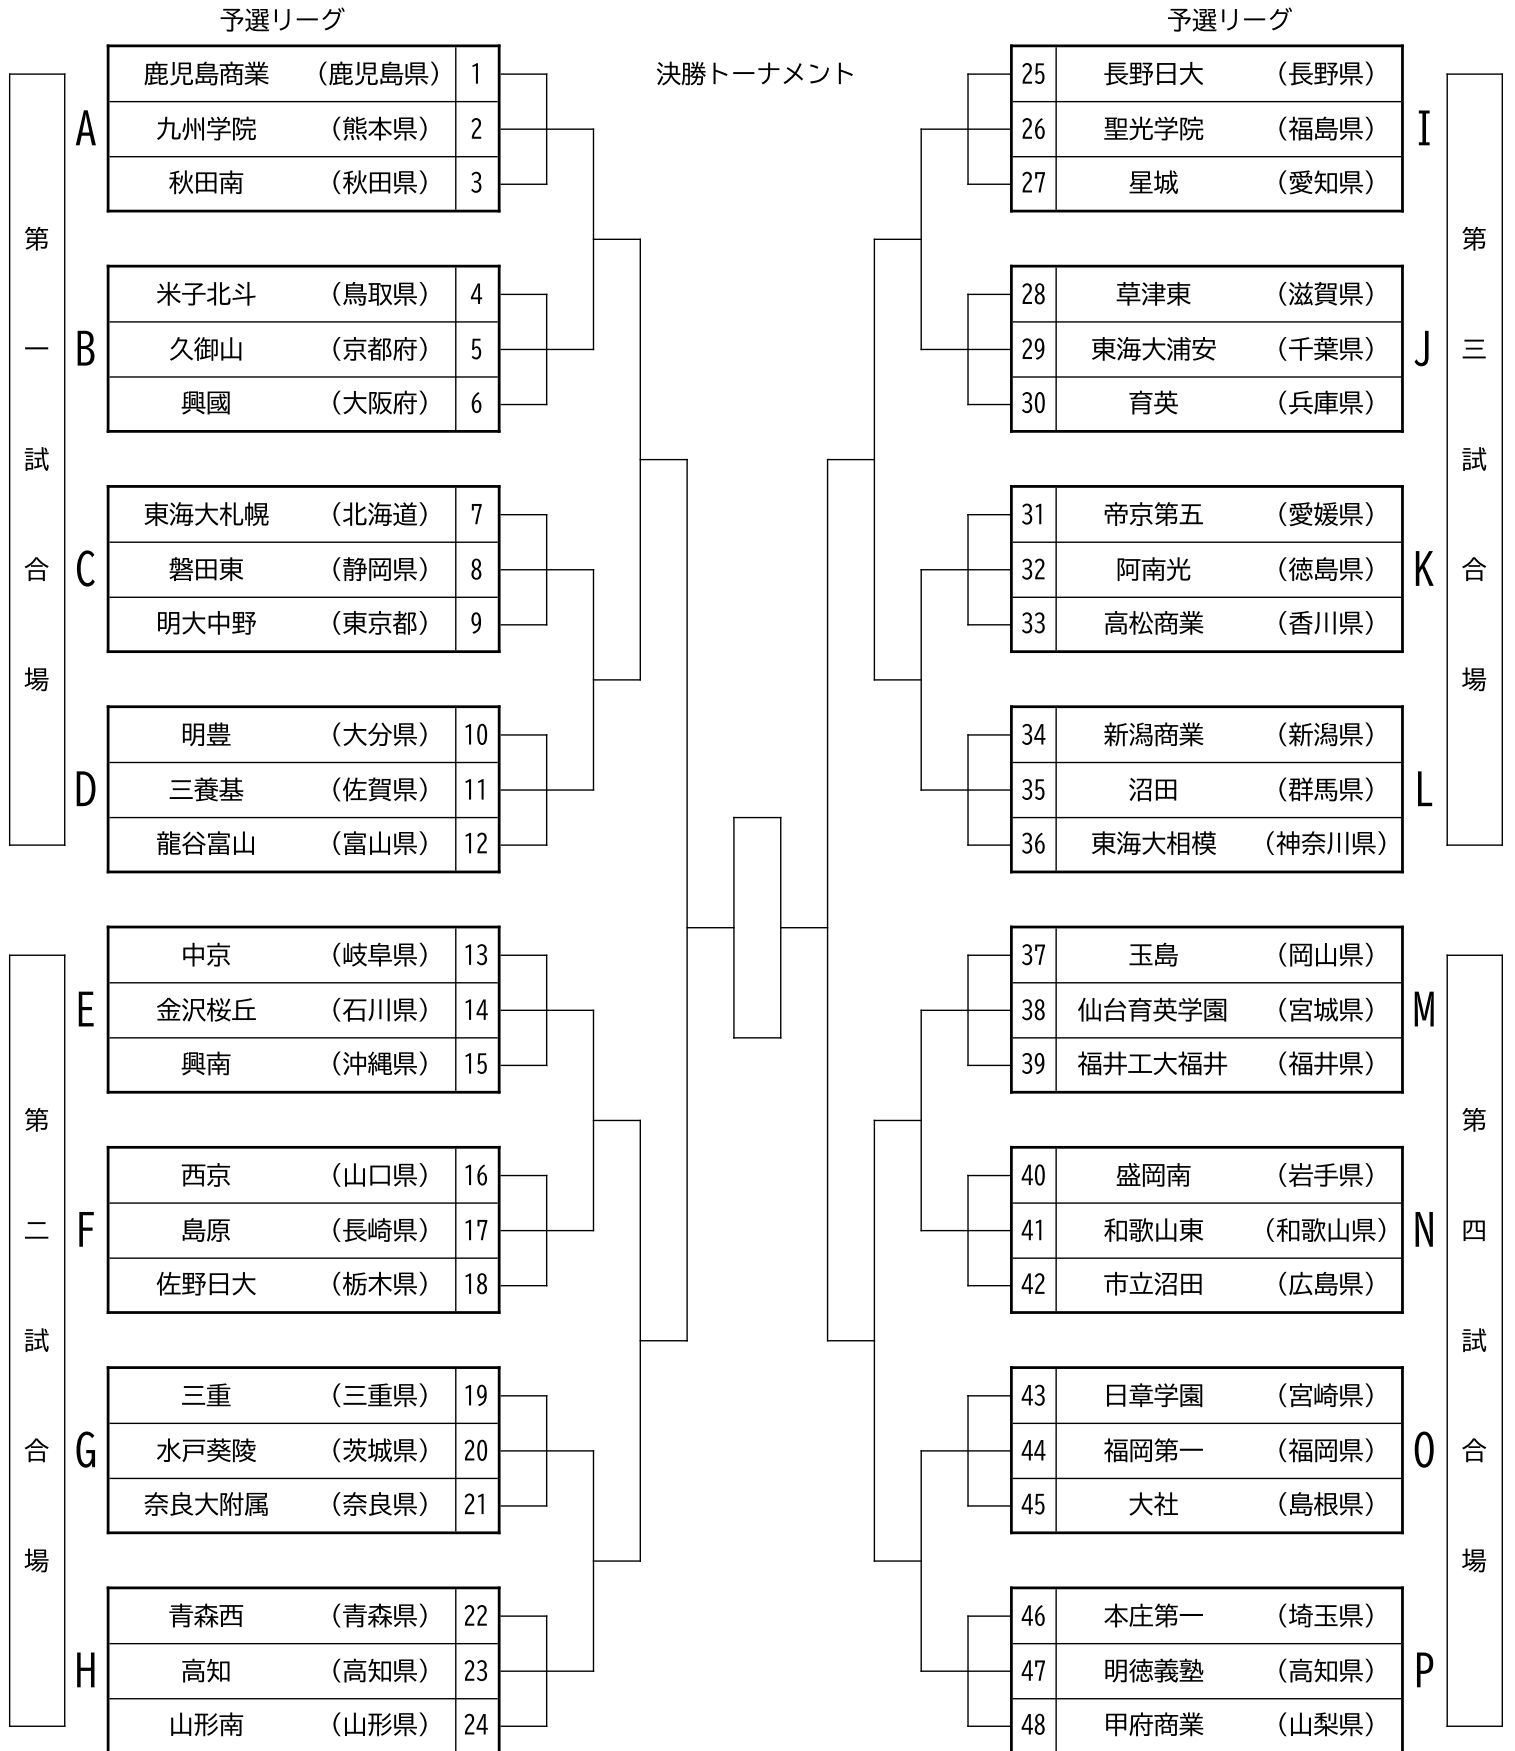 予選リーグ
決勝トーナメント
予選リーグ
第一試合場
A
鹿児島商業 （鹿児島県） 1
九州学院 （熊本県） 2
秋田南 （秋田県） 3
B
米子北斗 （鳥取県） 4
久御山 （京都府） 5
興國 （大阪府） 6
C
東海大札幌 （北海道） 7
磐田東 （静岡県） 8
明大中野 （東京都） 9
D
明豊 （大分県） 10
三養基 （佐賀県） 11
龍谷富山 （富山県） 12
第二試合場
E
中京 （岐阜県） 13
金沢桜丘 （石川県） 14
興南 （沖縄県） 15
F
西京 （山口県） 16
島原 （長崎県） 17
佐野日大 （栃木県） 18
G
三重 （三重県） 19
水戸葵陵 （茨城県） 20
奈良大附属 （奈良県） 21
H
青森西 （青森県） 22
高知 （高知県） 23
山形南 （山形県） 24
第三試合場
I
25 長野日大 （長野県）
26 聖光学院 （福島県）
27 星城 （愛知県）
J
28 草津東 （滋賀県）
29 東海大浦安 （千葉県）
30 育英 （兵庫県）
K
31 帝京第五 （愛媛県）
32 阿南光 （徳島県）
33 高松商業 （香川県）
L
34 新潟商業 （新潟県）
35 沼田 （群馬県）
36 東海大相模 （神奈川県）
第四試合場
M
37 玉島 （岡山県）
38 仙台育英学園 （宮城県）
39 福井工大福井 （福井県）
N
40 盛岡南 （岩手県）
41 和歌山東 （和歌山県）
42 市立沼田 （広島県）
O
43 日章学園 （宮崎県）
44 福岡第一 （福岡県）
45 大社 （島根県）
P
46 本庄第一 （埼玉県）
47 明徳義塾 （高知県）
48 甲府商業 （山梨県）